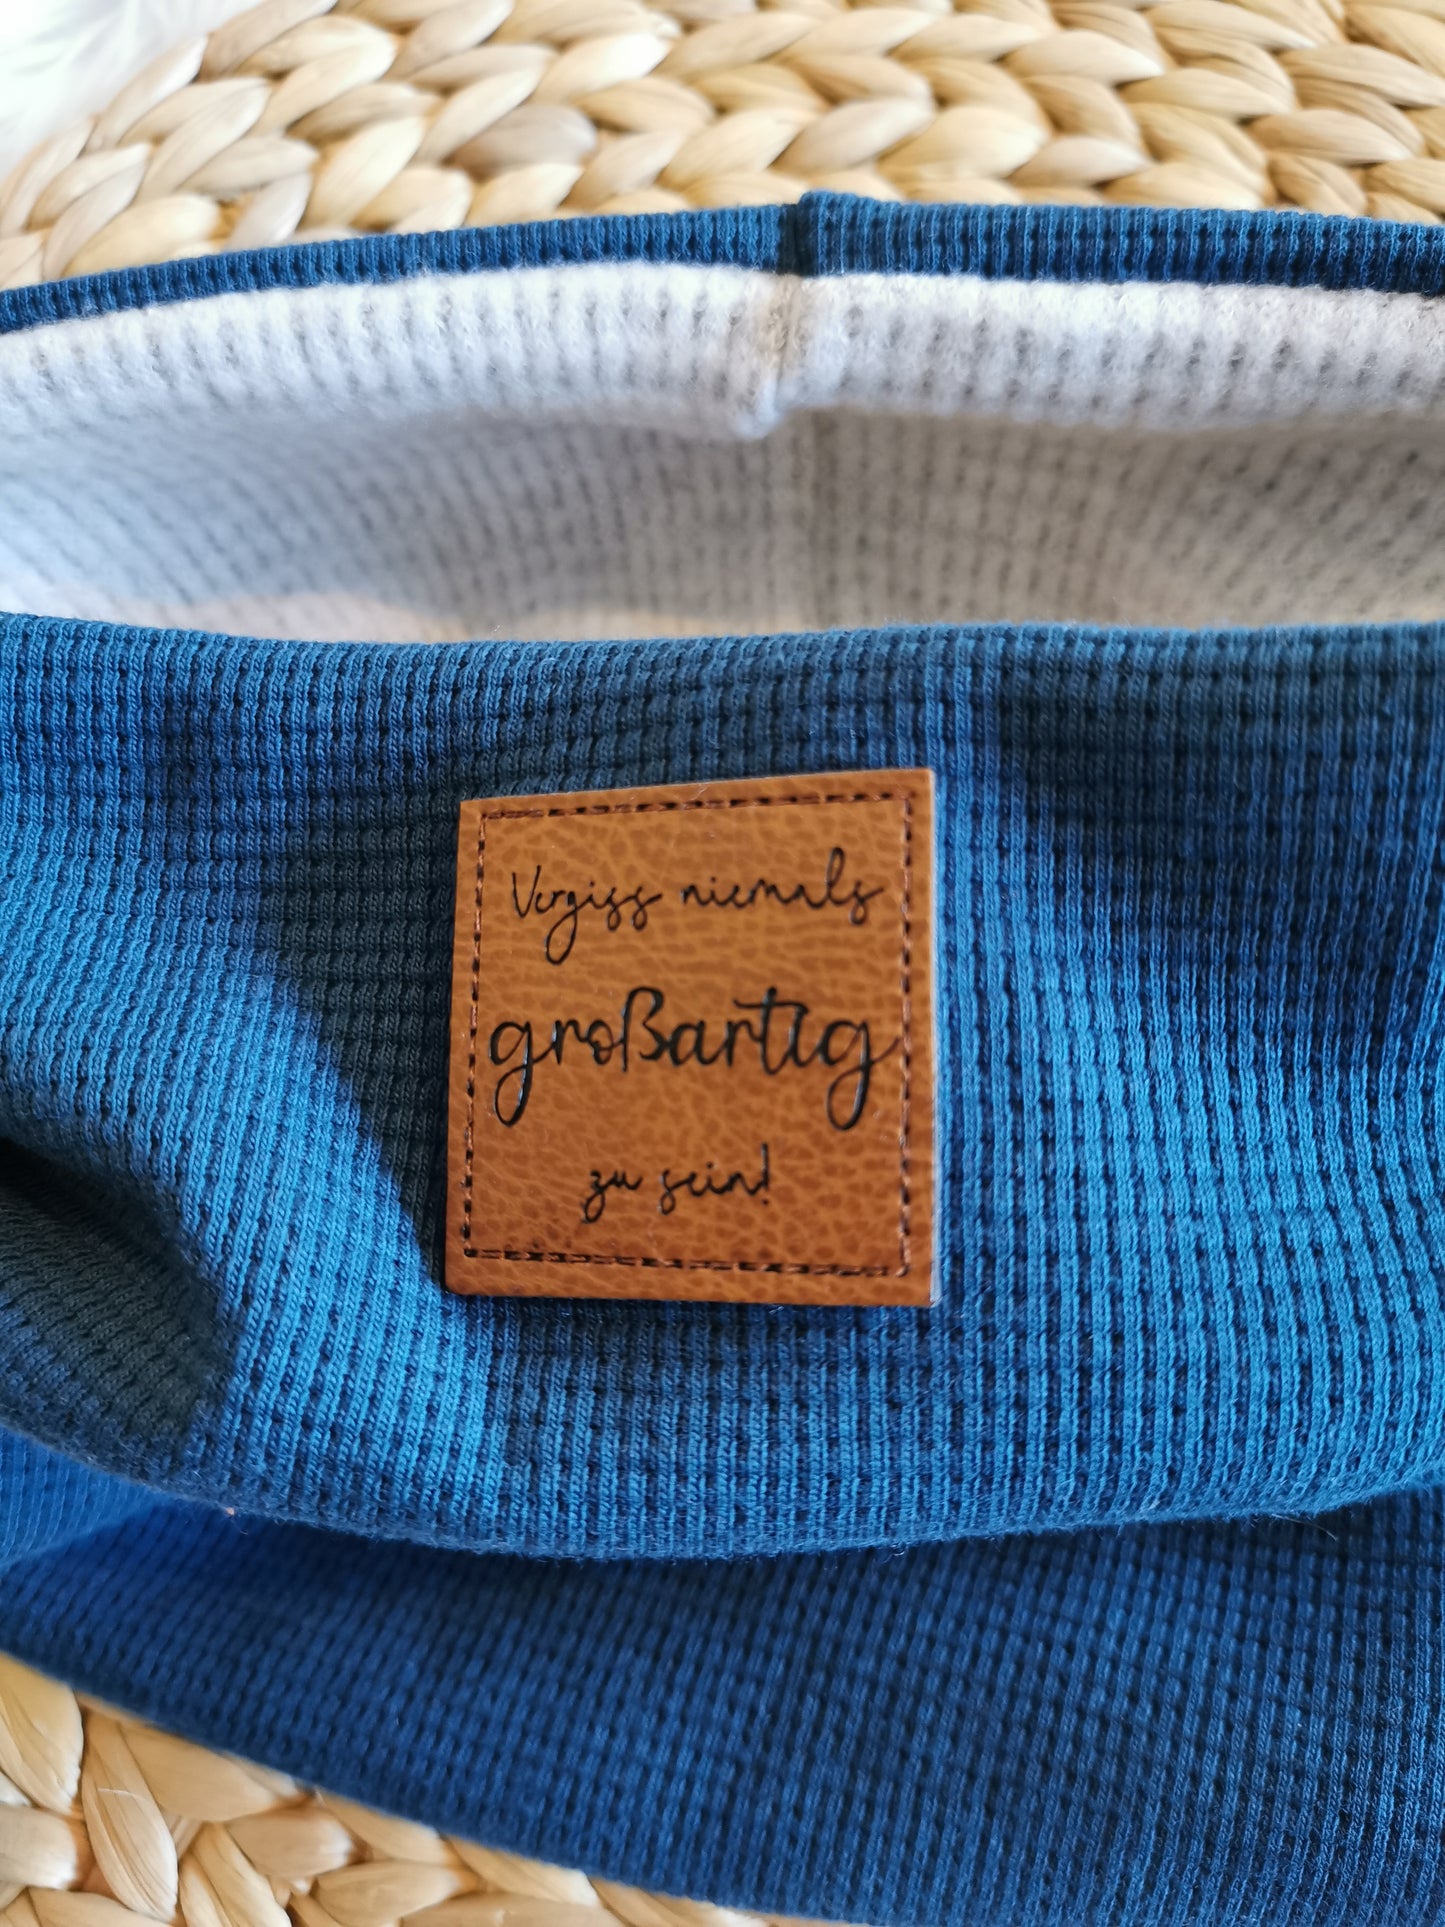 Vergiss niemals
großartig
zu sein!